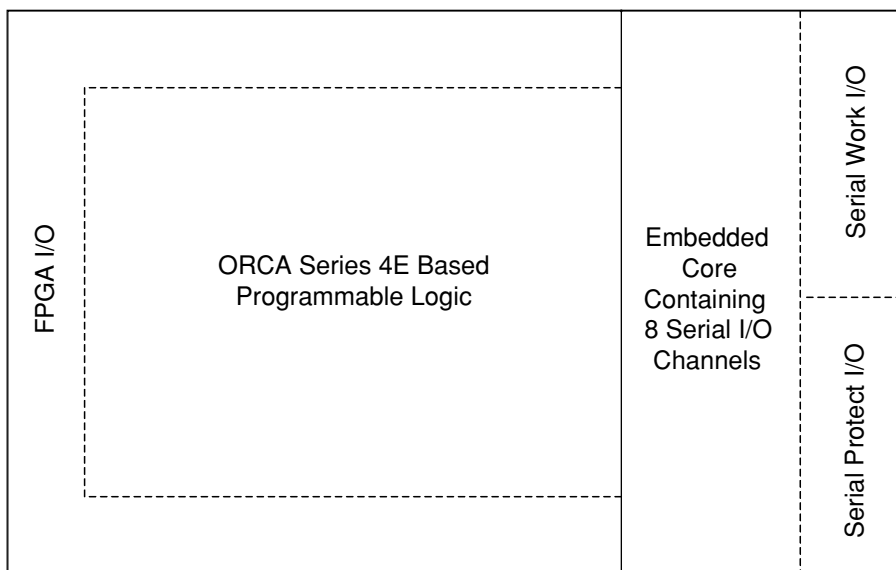 FPGA I/O
ORCA Series 4E Based
Programmable Logic
Embedded
Core
Containing
8 Serial I/O
Channels
Serial Work I/O
Serial Protect I/O